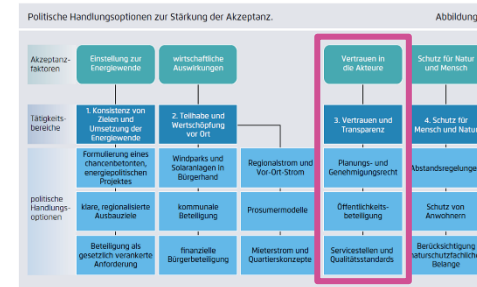 Politische Handlungsoptionen zur Stärkung der Akzeptanz.
Abbildung
Akzeptanz-
faktoren
Einstellung zur
Energiewende
wirtschaftliche
Auswirkungen
Vertrauen in
die Akteure
Schutz für Natur
und Mensch
Tätigkeits-
bereiche
1. Konsistenz von
Zielen und
Umsetzung der
Energiewende
2. Teilhabe und
Wertschöpfung
vor Ort
3. Vertrauen und
Transparenz
4. Schutz für
Mensch und Natur
politische
Handlungs-
optionen
Formulierung eines
chancenbetonten,
energiepolitischen
Projektes
Windparks und
Solaranlagen in
Bürgerhand
Regionalstrom und
Vor-Ort-Strom
Planungs- und
Genehmigungsrecht
Abstandsregelungen
klare, regionalisierte
Ausbauziele
kommunale
Beteiligung
Prosumermodelle
Öffentlichkeits-
beteiligung
Schutz von
Anwohnern
Beteiligung als
gesetzlich verankerte
Anforderung
finanzielle
Bürgerbeteiligung
Mieterstrom und
Quartierskonzepte
Servicestellen und
Qualitätsstandards
Berücksichtigung
naturschutzfachlicher
Belange